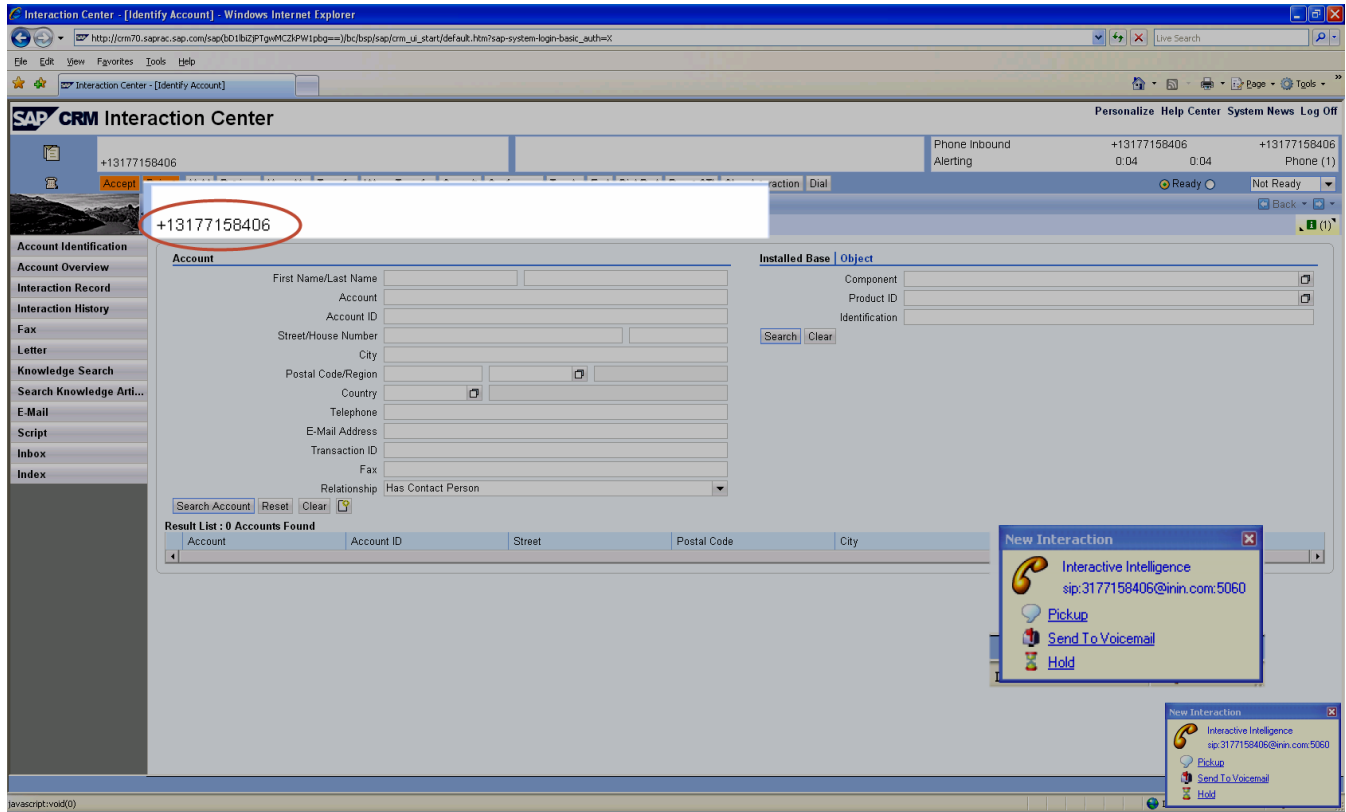 Interaction Center - [Identify Account] - Windows Internet Explorer
http://crm70.saprac.sap.com/sap(bD1lbiZjPTgwMCZkPW1pbg==)/bc/bsp/sap/crm_ui_start/default.htm?sap-system-login-basic_auth=X
Live Search
File Edit View Favorites Tools Help
Interaction Center - [Identify Account]
Page Tools
SAP CRM Interaction Center
Personalize Help Center System News Log Off
Phone Inbound +13177158406 +13177158406
+13177158406
Alerting 0:04 0:04 Phone (1)
Accept
Interaction Dial
Ready
Not Ready
Back
+13177158406
(1)
Account Identification
Account Overview
Interaction Record
Interaction History
Fax
Letter
Knowledge Search
Search Knowledge Arti...
E-Mail
Script
Inbox
Index
Account
First Name/Last Name
Account
Account ID
Street/House Number
City
Postal Code/Region
Country
Telephone
E-Mail Address
Transaction ID
Fax
Relationship Has Contact Person
Search Account Reset Clear
Installed Base Object
Component
Product ID
Identification
Search Clear
Result List : 0 Accounts Found
Account Account ID Street Postal Code City
New Interaction
Interactive Intelligence
sip:3177158406@inin.com:5060
Pickup
Send To Voicemail
Hold
New Interaction
Interactive Intelligence
sip:3177158406@inin.com:5060
Pickup
Send To Voicemail
Hold
javascript:void(0)